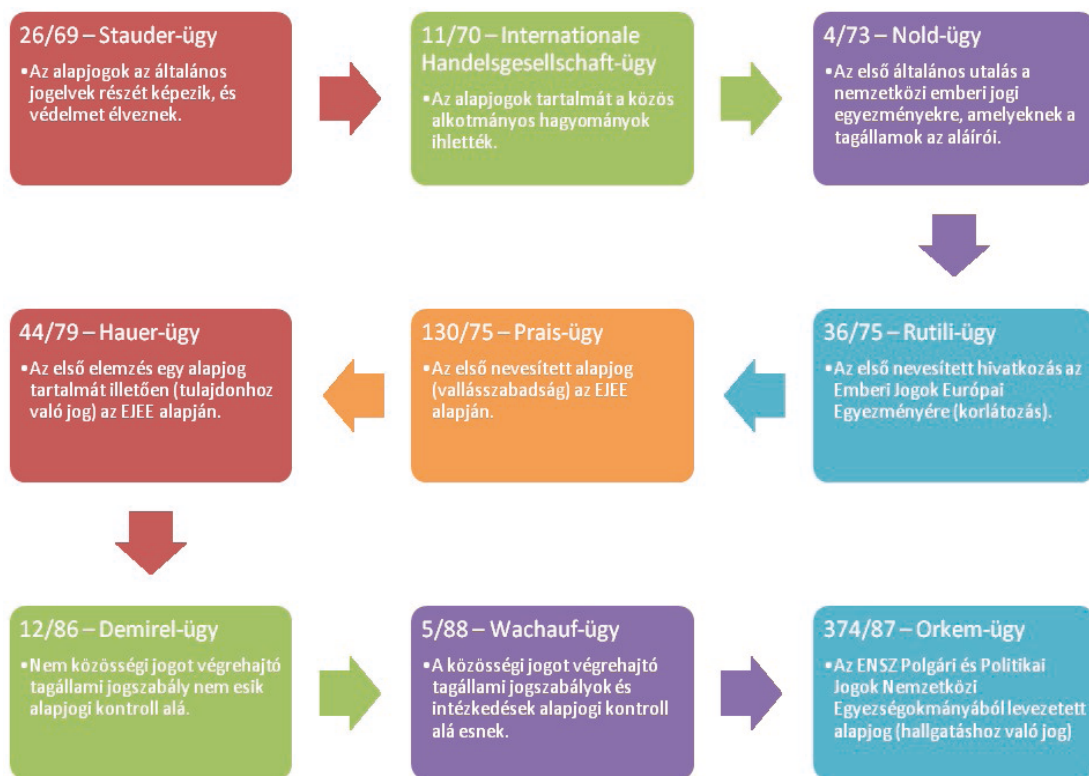 26/69 – Stauder-ügy
• Az alapjogok az általános
jogelvek részét képezik, és
védelmet élveznek.
11/70 – Internationale
Handelsgesellschaft-ügy
• Az alapjogok tartalmát a közös
alkotmányos hagyományok
ihlették.
4/73 – Nold-ügy
• Az első általános utalás a
nemzetközi emberi jogi
egyezményekre, amelyeknek a
tagállamok az aláírói.
36/75 – Rutili-ügy
• Az első nevesített hivatkozás az
Emberi Jogok Európai
Egyezményére (korlátozás).
130/75 – Prais-ügy
• Az első nevesített alapjog
(vallásszabadság) az EJEE
alapján.
44/79 – Hauer-ügy
• Az első elemzés egy alapjog
tartalmát illetően (tulajdonhoz
való jog) az EJEE alapján.
12/86 – Demirel-ügy
• Nem közösségi jogot végrehajtó
tagállami jogszabály nem esik
alapjogi kontroll alá.
5/88 – Wachauf-ügy
• A közösségi jogot végrehajtó
tagállami jogszabályok és
intézkedések alapjogi kontroll
alá esnek.
374/87 – Orkem-ügy
• Az ENSZ Polgári és Politikai
Jogok Nemzetközi
Egyezségokmányából levezetett
alapjog (hallgatáshoz való jog)